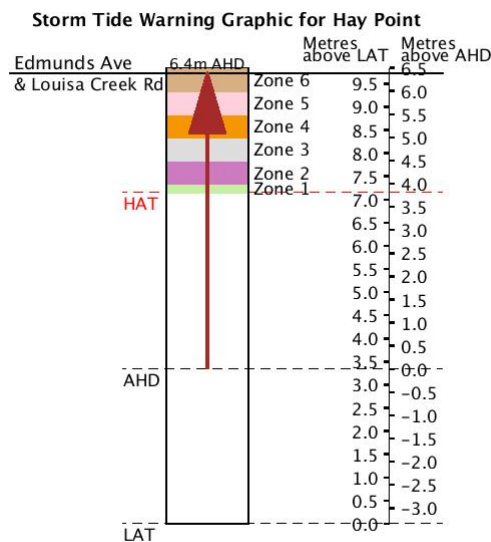 Storm Tide Warning Graphic for Hay Point
Metres above LAT
Metres above AHD
Edmunds Ave
& Louisa Creek Rd
6.4m AHD
Zone 6
Zone 5
Zone 4
Zone 3
Zone 2
Zone 1
HAT
AHD
LAT
9.5
9.0
8.5
8.0
7.5
7.0
6.5
6.0
5.5
5.0
4.5
4.0
3.5
3.0
2.5
2.0
1.5
1.0
0.5
0.0
6.5
6.0
5.5
5.0
4.5
4.0
3.5
3.0
2.5
2.0
1.5
1.0
0.5
0.0
−0.5
−1.0
−1.5
−2.0
−2.5
−3.0